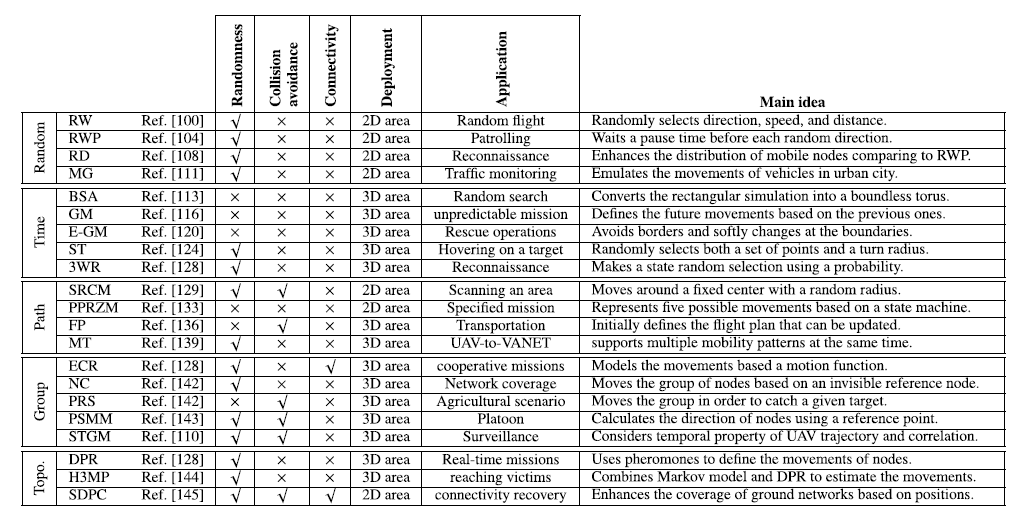 Randomness Collision avoidance Connectivity Deployment Application Main idea
Random
RW Ref. [100] √ × × 2D area Random flight Randomly selects direction, speed, and distance.
RWP Ref. [104] √ × × 2D area Patrolling Waits a pause time before each random direction.
RD Ref. [108] √ × × 2D area Reconnaissance Enhances the distribution of mobile nodes comparing to RWP.
MG Ref. [111] √ × × 2D area Traffic monitoring Emulates the movements of vehicles in urban city.
Time
BSA Ref. [113] × × × 3D area Random search Converts the rectangular simulation into a boundless torus.
GM Ref. [116] × × × 3D area unpredictable mission Defines the future movements based on the previous ones.
E-GM Ref. [120] × × × 3D area Rescue operations Avoids borders and softly changes at the boundaries.
ST Ref. [124] √ × × 3D area Hovering on a target Randomly selects both a set of points and a turn radius.
3WR Ref. [128] √ × × 3D area Reconnaissance Makes a state random selection using a probability.
Path
SRCM Ref. [129] √ √ × 2D area Scanning an area Moves around a fixed center with a random radius.
PPRZM Ref. [133] × × × 2D area Specified mission Represents five possible movements based on a state machine.
FP Ref. [136] × √ × 3D area Transportation Initially defines the flight plan that can be updated.
MT Ref. [139] √ × × 3D area UAV-to-VANET supports multiple mobility patterns at the same time.
Group
ECR Ref. [128] √ × √ 3D area cooperative missions Models the movements based a motion function.
NC Ref. [142] √ × × 3D area Network coverage Moves the group of nodes based on an invisible reference node.
PRS Ref. [142] × √ × 3D area Agricultural scenario Moves the group in order to catch a given target.
PSMM Ref. [143] √ √ × 3D area Platoon Calculates the direction of nodes using a reference point.
STGM Ref. [110] √ √ × 3D area Surveillance Considers temporal property of UAV trajectory and correlation.
Topo.
DPR Ref. [128] √ × × 3D area Real-time missions Uses pheromones to define the movements of nodes.
H3MP Ref. [144] √ × × 3D area reaching victims Combines Markov model and DPR to estimate the movements.
SDPC Ref. [145] √ √ √ 2D area connectivity recovery Enhances the coverage of ground networks based on positions.